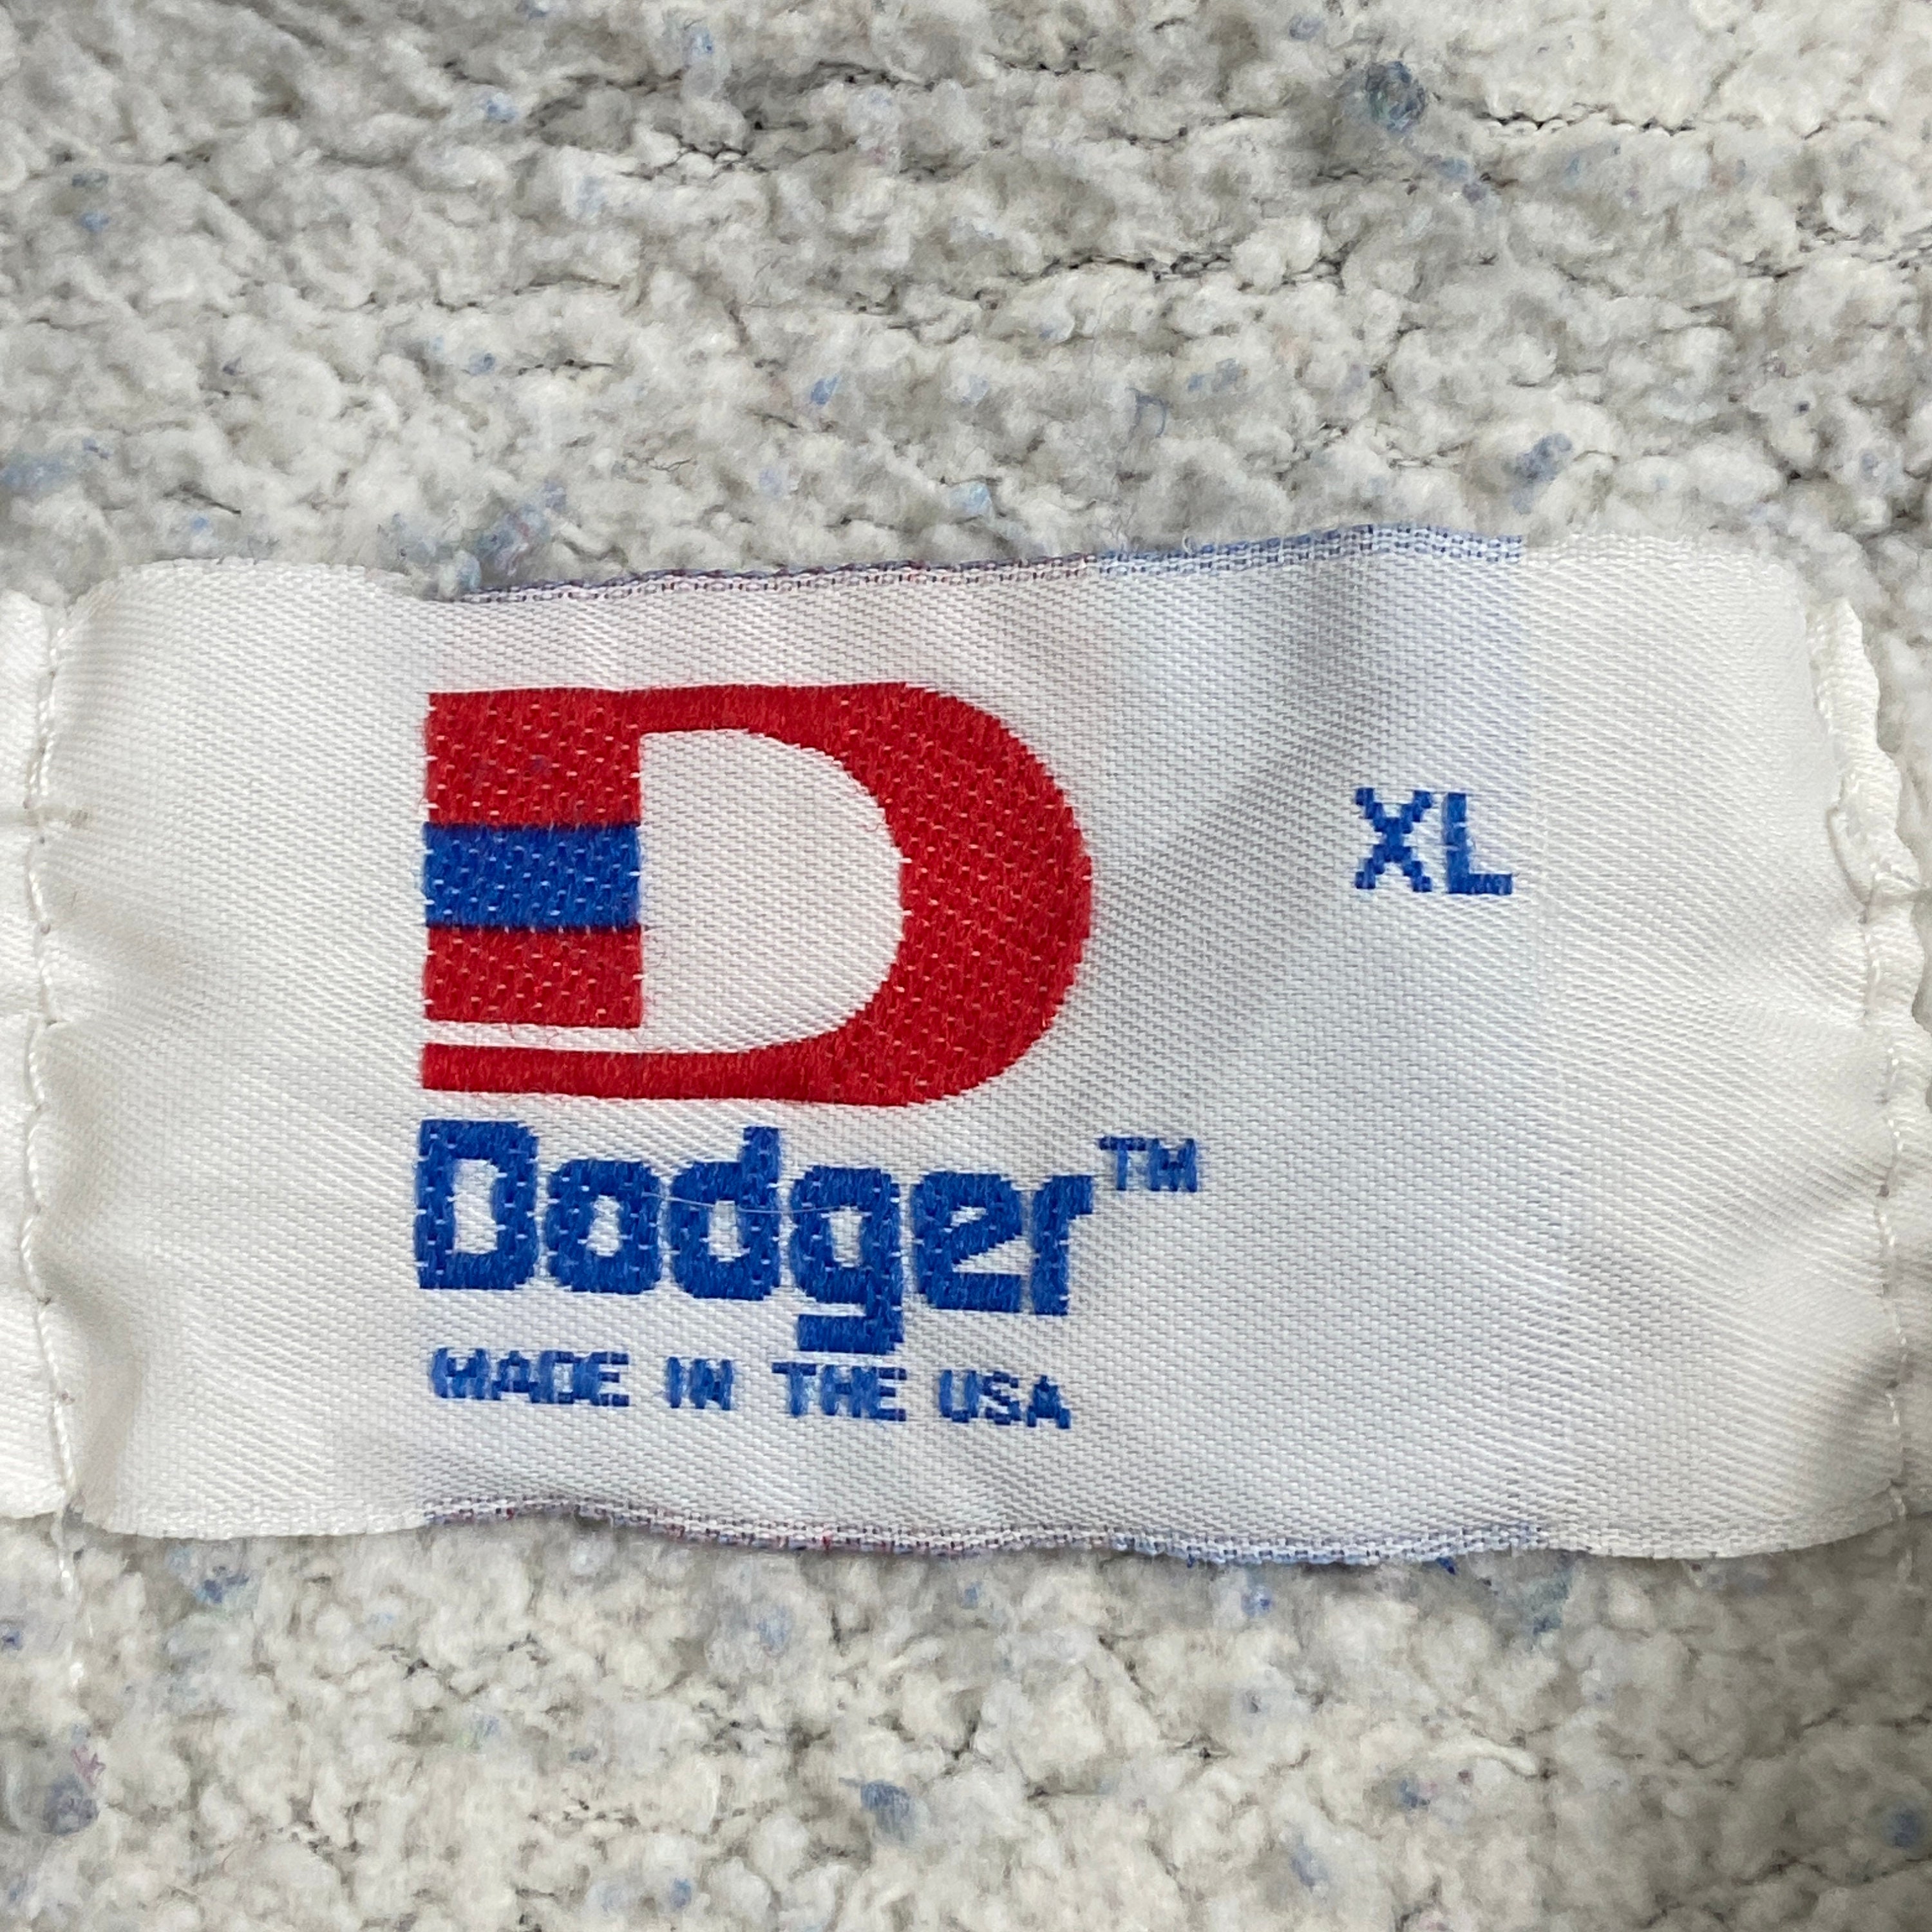 D
XL
Dodger™
MADE IN THE USA